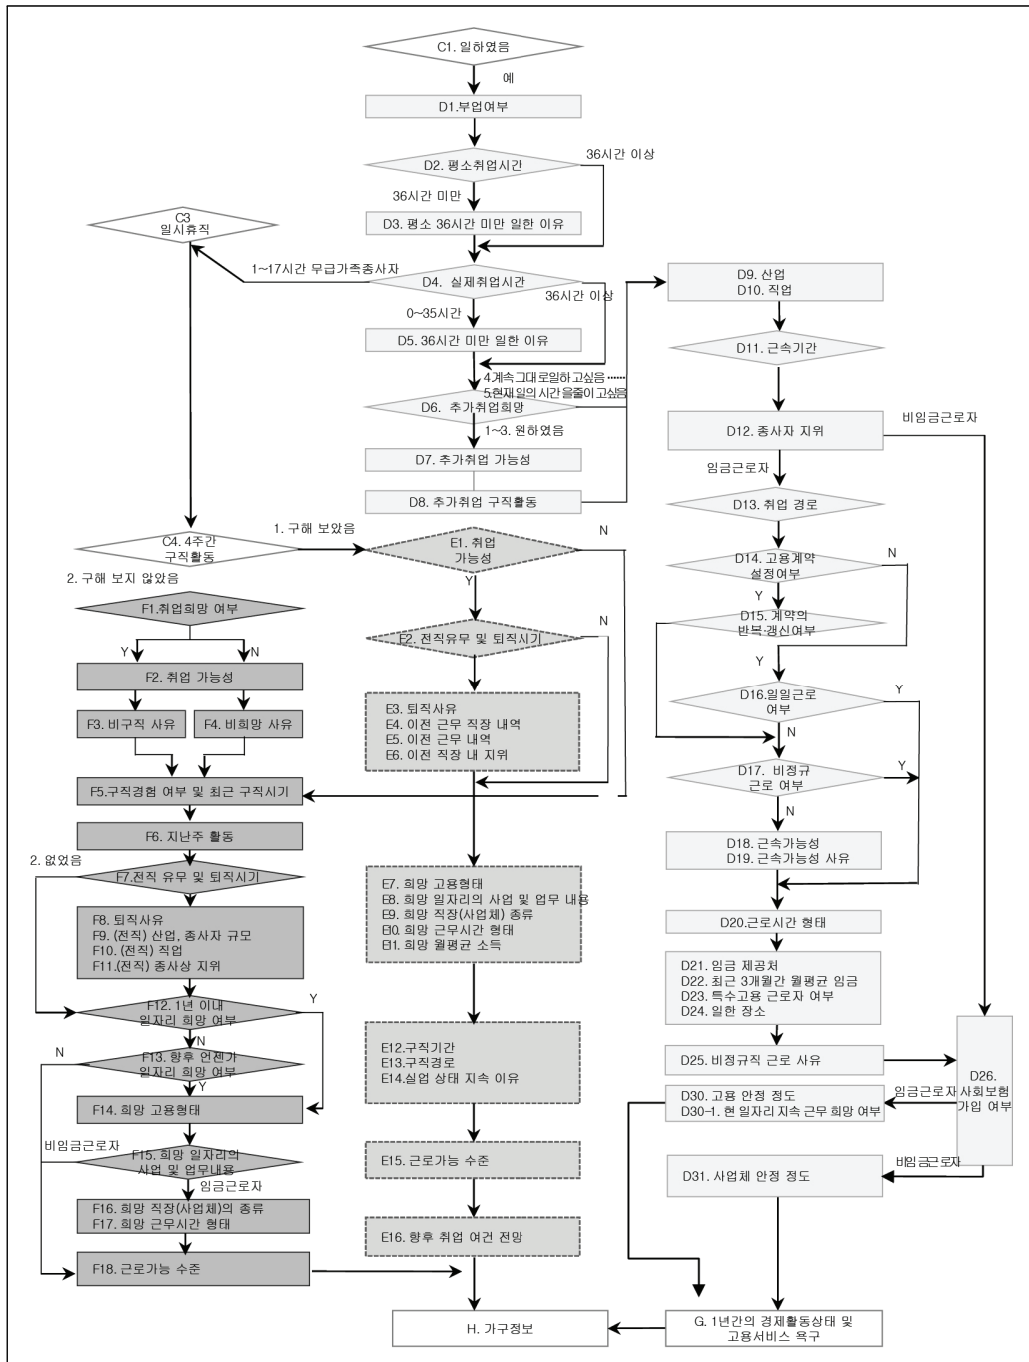 C1. 일하였음
예
D1.부업여부
D2. 평소취업시간
36시간 이상
36시간 미만
D3. 평소 36시간 미만 일한 이유
C3
일시휴직
1~17시간 무급가족종사자
D4. 실제취업시간
36시간 이상
0~35시간
D5. 36시간 미만 일한 이유
4.계속 그대로일하고싶음 ……
5.현재일의 시간을줄이고싶음
D6. 추가취업희망
1~3. 원하였음
D7. 추가취업 가능성
D8. 추가취업 구직활동
D9. 산업
D10. 직업
D11. 근속기간
비임금근로자
D12. 종사자 지위
임금근로자
D13. 취업 경로
D14. 고용계약
설정여부
N
Y
D15. 계약의
반복·갱신여부
Y
D16.일일근로
여부
Y
N
D17. 비정규
근로 여부
Y
N
D18. 근속가능성
D19. 근속가능성 사유
D20.근로시간 형태
D21. 임금 제공처
D22. 최근 3개월간 월평균 임금
D23. 특수고용 근로자 여부
D24. 일한 장소
D25. 비정규직 근로 사유
D26.
사회보험
가입 여부
임금근로자
D30. 고용 안정 정도
D30-1. 현 일자리 지속 근무 희망 여부
비임금근로자
D31. 사업체 안정 정도
C4. 4주간
구직활동
1. 구해 보았음
2. 구해 보지 않았음
E1. 취업
가능성
N
Y
E2. 전직유무 및 퇴직시기
N
E3. 퇴직사유
E4. 이전 근무 직장 내역
E5. 이전 근무 내역
E6. 이전 직장 내 지위
E7. 희망 고용형태
E8. 희망 일자리의 사업 및 업무 내용
E9. 희망 직장(사업체) 종류
E10. 희망 근무시간 형태
E11. 희망 월평균 소득
E12.구직기간
E13.구직경로
E14.실업 상태 지속 이유
E15. 근로가능 수준
E16. 향후 취업 여건 전망
F1.취업희망 여부
Y
N
F2. 취업 가능성
F3. 비구직 사유
F4. 비희망 사유
F5.구직경험 여부 및 최근 구직시기
F6. 지난주 활동
2. 없었음
F7.전직 유무 및 퇴직시기
F8. 퇴직사유
F9. (전직) 산업, 종사자 규모
F10. (전직) 직업
F11.(전직) 종사상 지위
F12. 1년 이내
일자리 희망 여부
Y
N
F13. 향후 언젠가
일자리 희망 여부
N
Y
F14. 희망 고용형태
비임금근로자
F15. 희망 일자리의
사업 및 업무내용
임금근로자
F16. 희망 직장(사업체)의 종류
F17. 희망 근무시간 형태
F18. 근로가능 수준
H. 가구정보
G. 1년간의 경제활동상태 및
고용서비스 욕구